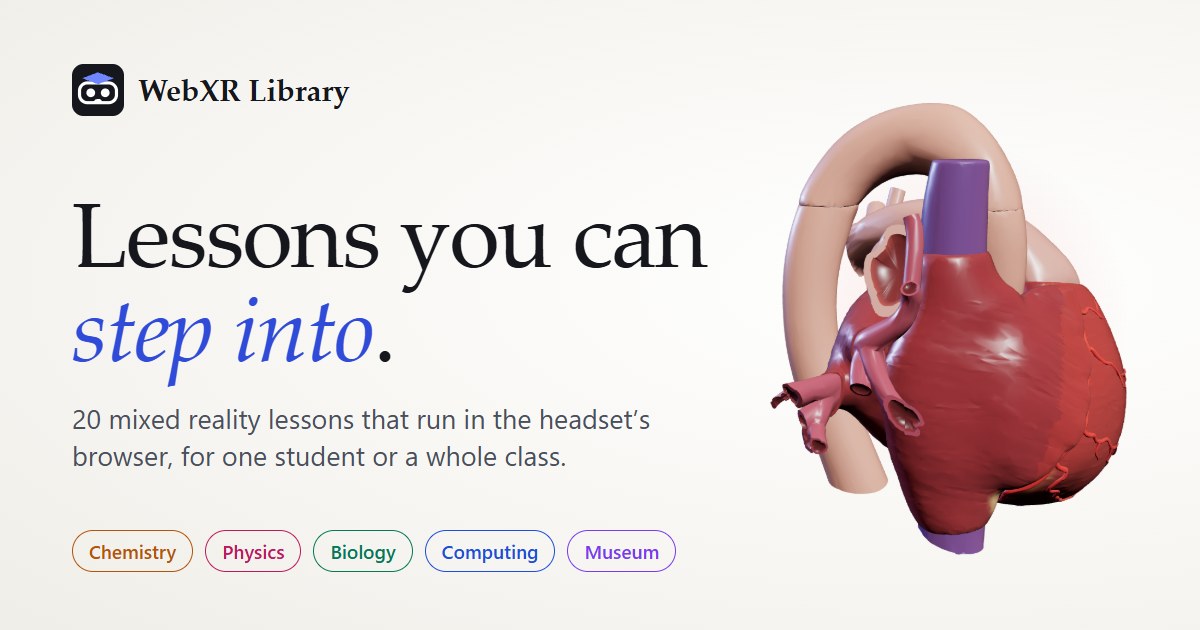 WebXR Library
Lessons you can
step into.
20 mixed reality lessons that run in the headset’s
browser, for one student or a whole class.
Chemistry
Physics
Biology
Computing
Museum